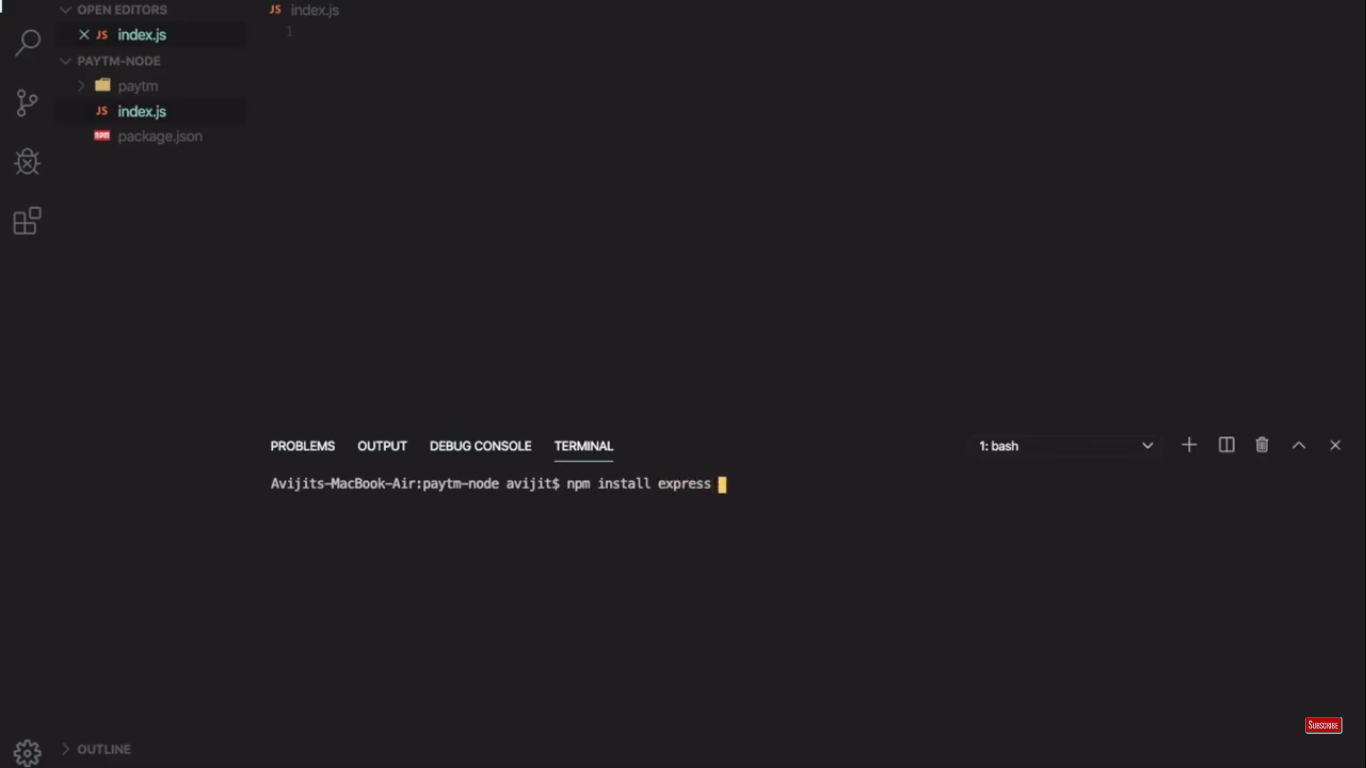 OPEN EDITORS
JS index.js
JS index.js
1
PAYTM-NODE
paytm
JS index.js
npm package.json
PROBLEMS OUTPUT DEBUG CONSOLE TERMINAL 1: bash
Avijits-MacBook-Air:paytm-node avijit$ npm install express
SUBSCRIBE
OUTLINE